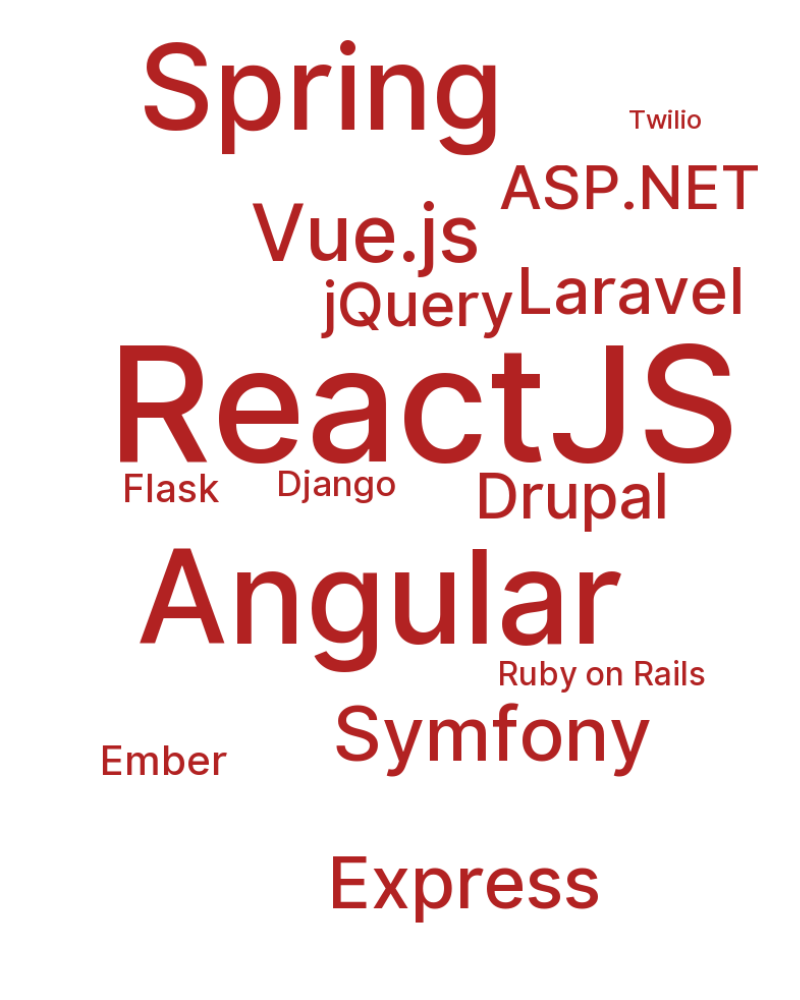 Spring
Twilio
ASP.NET
Vue.js
Laravel
jQuery
ReactJS
Flask
Django
Drupal
Angular
Ruby on Rails
Symfony
Ember
Express